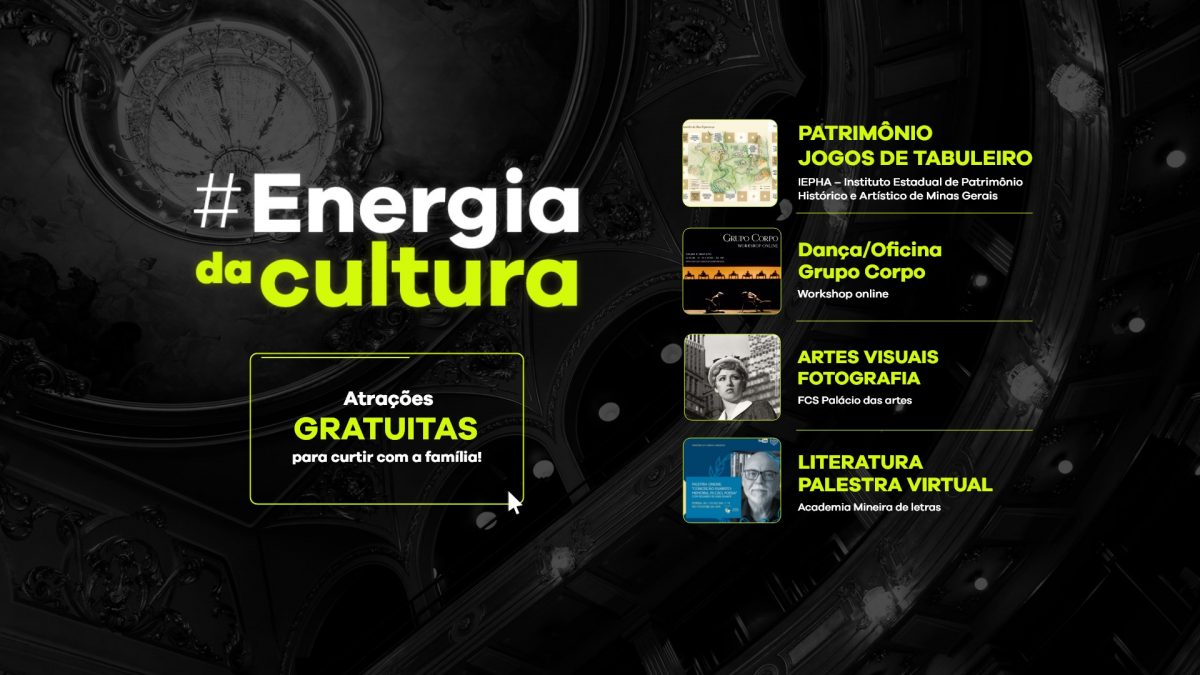 #Energia
da cultura
Atrações
GRATUITAS
para curtir com a família!
PATRIMÔNIO
JOGOS DE TABULEIRO
IEPHA – Instituto Estadual de Patrimônio
Histórico e Artístico de Minas Gerais
GRUPO CORPO
WORKSHOP ONLINE
Dança/Oficina
Grupo Corpo
Workshop online
ARTES VISUAIS
FOTOGRAFIA
FCS Palácio das artes
LITERATURA
PALESTRA VIRTUAL
Academia Mineira de letras